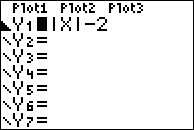 Plot1 Plot2 Plot3
Y1=|X|-2
\Y2=
\Y3=
\Y4=
\Y5=
\Y6=
\Y7=